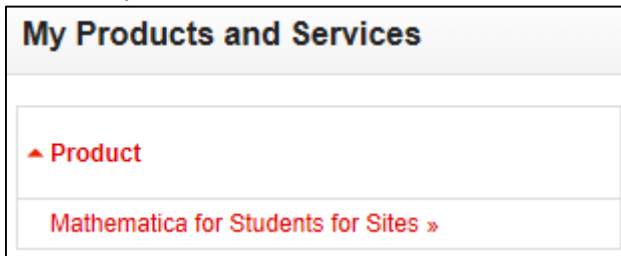 My Products and Services
Product
Mathematica for Students for Sites »